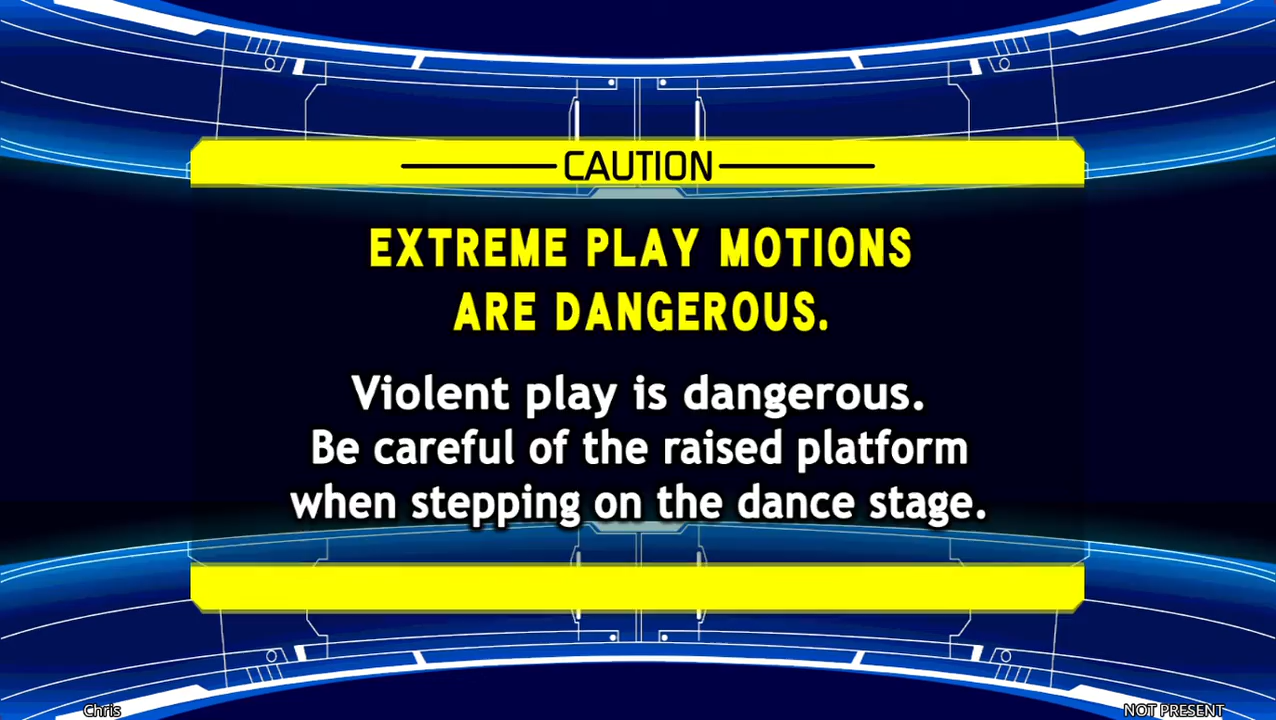 CAUTION
EXTREME PLAY MOTIONS
ARE DANGEROUS.
Violent play is dangerous.
Be careful of the raised platform
when stepping on the dance stage.
Chris
NOT PRESENT